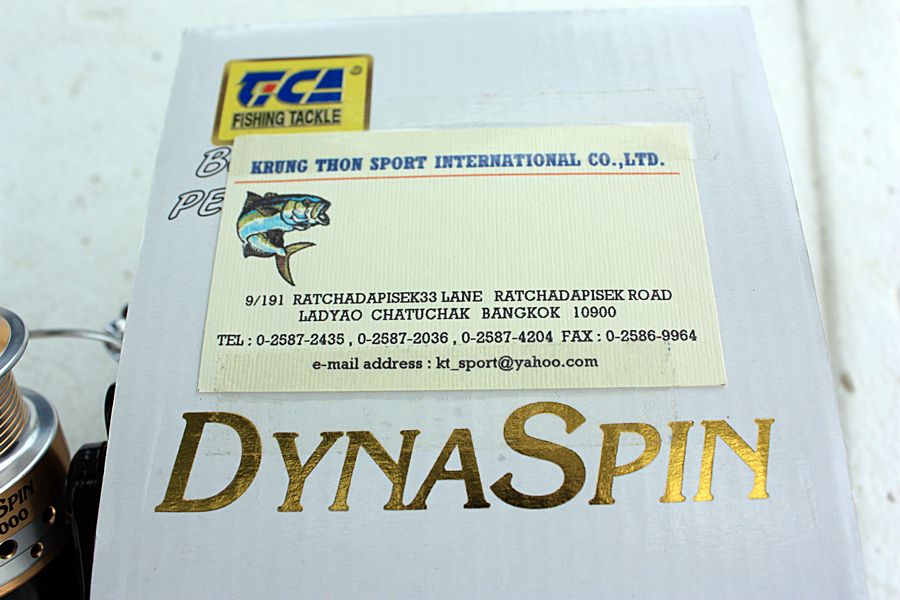 TICA
FISHING TACKLE
KRUNG THON SPORT INTERNATIONAL CO.,LTD.
9/191 RATCHADAPISEK33 LANE RATCHADAPISEK ROAD
LADYAO CHATUCHAK BANGKOK 10900
TEL : 0-2587-2435 , 0-2587-2036 , 0-2587-4204 FAX : 0-2586-9964
e-mail address : kt_sport@yahoo.com
DYNASPIN